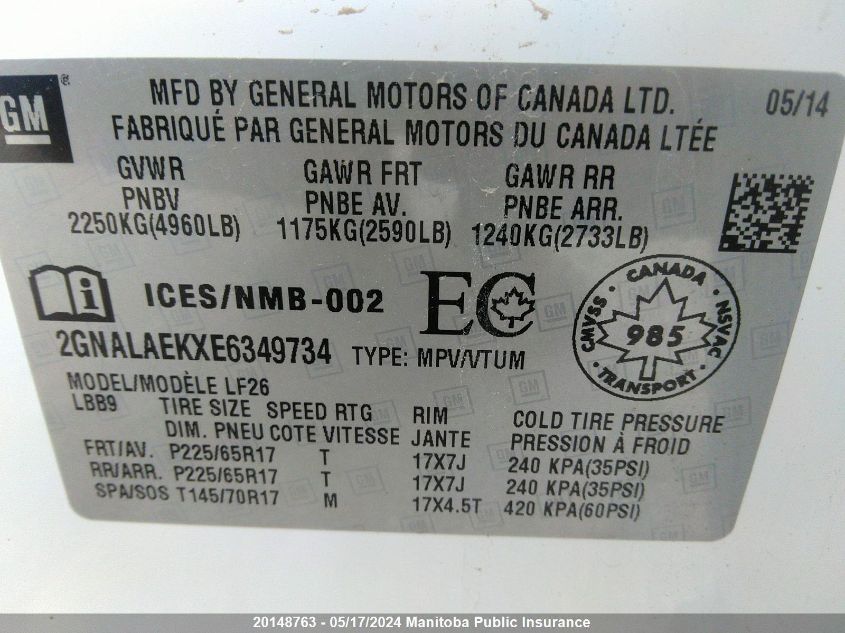 GM ®
MFD BY GENERAL MOTORS OF CANADA LTD. 05/14
FABRIQUÉ PAR GENERAL MOTORS DU CANADA LTÉE
GVWR GAWR FRT GAWR RR
PNBV PNBE AV. PNBE ARR.
2250KG(4960LB) 1175KG(2590LB) 1240KG(2733LB)
i ICES/NMB-002 EC
CANADA
CMVSS 985 NSVAC
TRANSPORT
2GNALAEKXE6349734 TYPE: MPV/VTUM
MODEL/MODÈLE LF26
LBB9 TIRE SIZE SPEED RTG RIM COLD TIRE PRESSURE
DIM. PNEU COTE VITESSE JANTE PRESSION À FROID
FRT/AV. P225/65R17 T 17X7J 240 KPA(35PSI)
RR/ARR. P225/65R17 T 17X7J 240 KPA(35PSI)
SPA/SOS T145/70R17 M 17X4.5T 420 KPA(60PSI)
20148763 - 05/17/2024 Manitoba Public Insurance